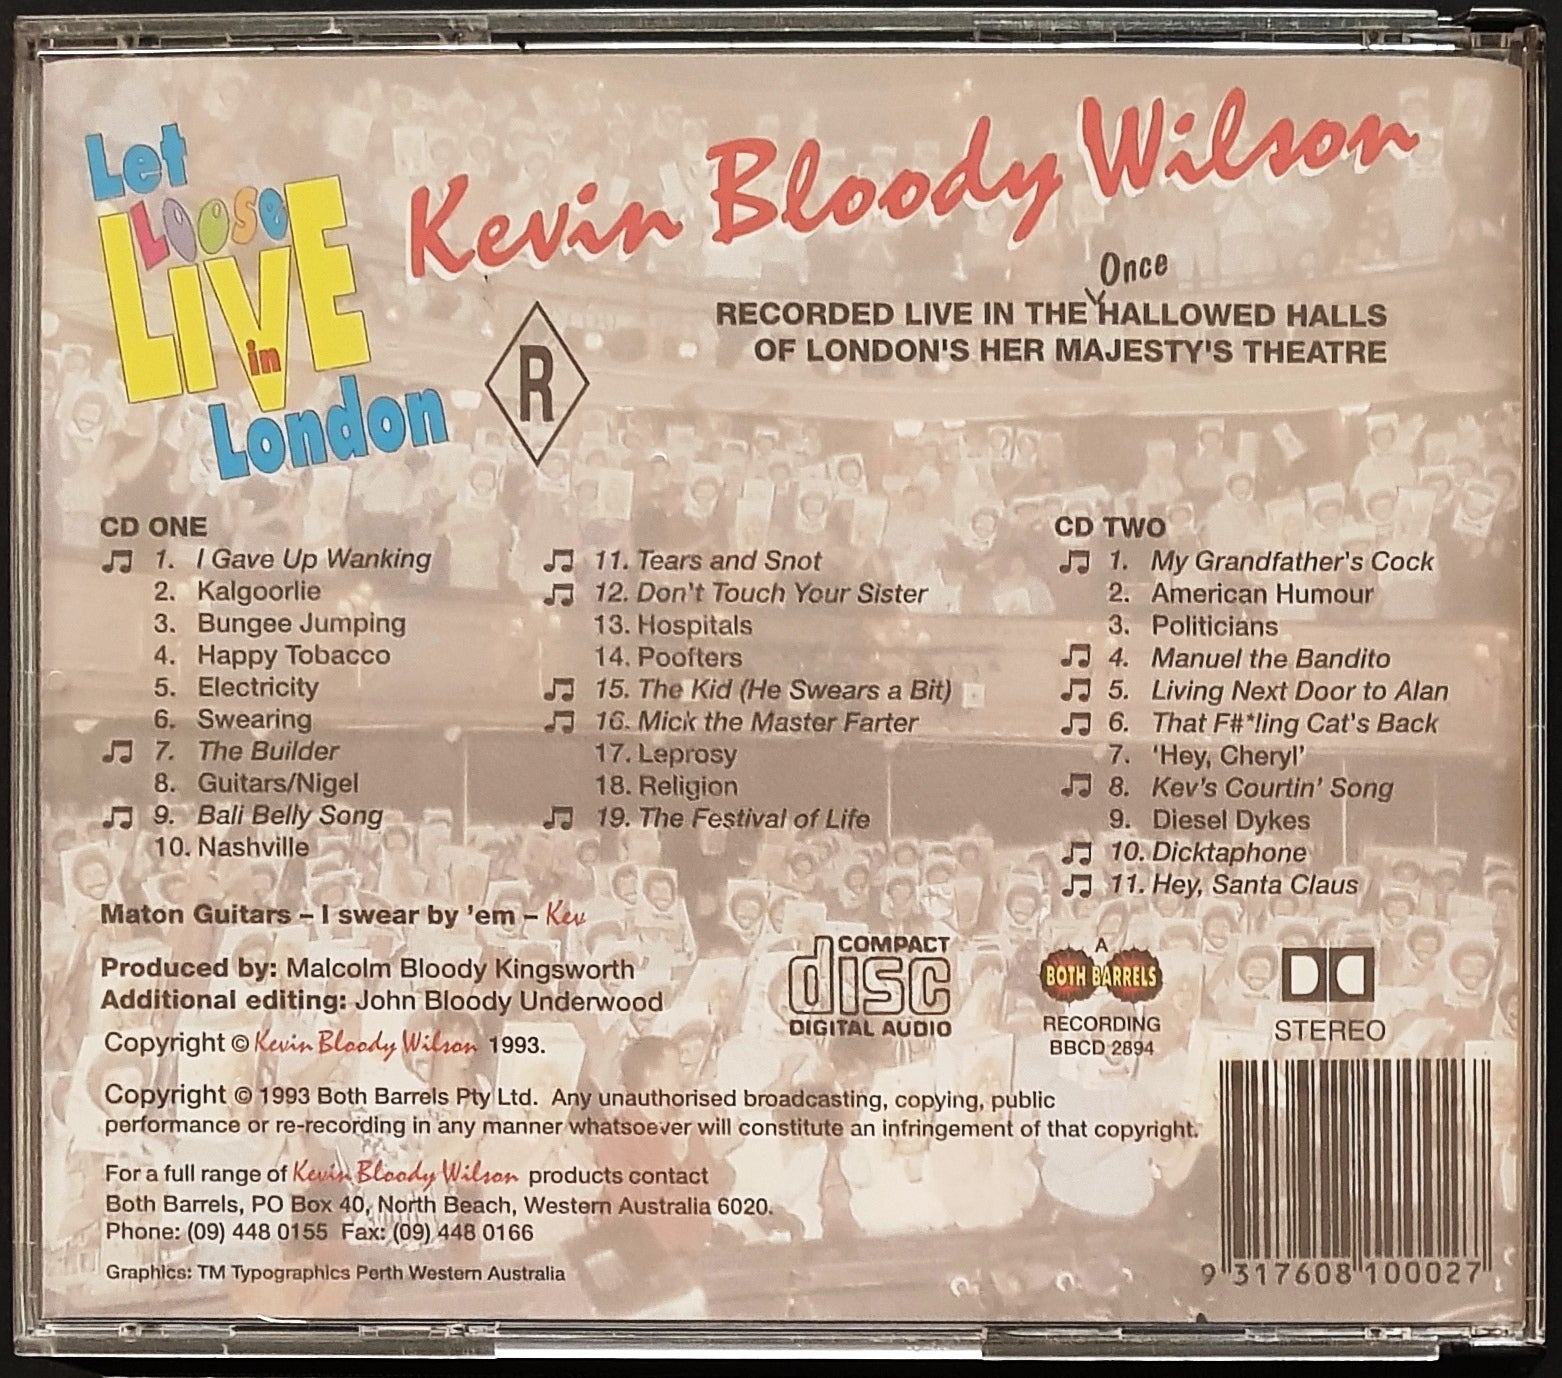 Let
LOOSE
LIVE
in
London
Kevin Bloody Wilson
R
Once
RECORDED LIVE IN THE HALLOWED HALLS
OF LONDON'S HER MAJESTY'S THEATRE
CD ONE
1. I Gave Up Wanking
2. Kalgoorlie
3. Bungee Jumping
4. Happy Tobacco
5. Electricity
6. Swearing
7. The Builder
8. Guitars/Nigel
9. Bali Belly Song
10. Nashville
11. Tears and Snot
12. Don't Touch Your Sister
13. Hospitals
14. Poofters
15. The Kid (He Swears a Bit)
16. Mick the Master Farter
17. Leprosy
18. Religion
19. The Festival of Life
CD TWO
1. My Grandfather's Cock
2. American Humour
3. Politicians
4. Manuel the Bandito
5. Living Next Door to Alan
6. That F#*!ing Cat's Back
7. 'Hey, Cheryl'
8. Kev's Courtin' Song
9. Diesel Dykes
10. Dicktaphone
11. Hey, Santa Claus
Maton Guitars – I swear by 'em – Kev
Produced by: Malcolm Bloody Kingsworth
Additional editing: John Bloody Underwood
Copyright © Kevin Bloody Wilson 1993.
COMPACT
disc
DIGITAL AUDIO
A
BOTH BARRELS
RECORDING
BBCD 2894
STEREO
Copyright © 1993 Both Barrels Pty Ltd. Any unauthorised broadcasting, copying, public
performance or re-recording in any manner whatsoever will constitute an infringement of that copyright.
For a full range of Kevin Bloody Wilson products contact
Both Barrels, PO Box 40, North Beach, Western Australia 6020.
Phone: (09) 448 0155 Fax: (09) 448 0166
Graphics: TM Typographics Perth Western Australia
9 317608 100027